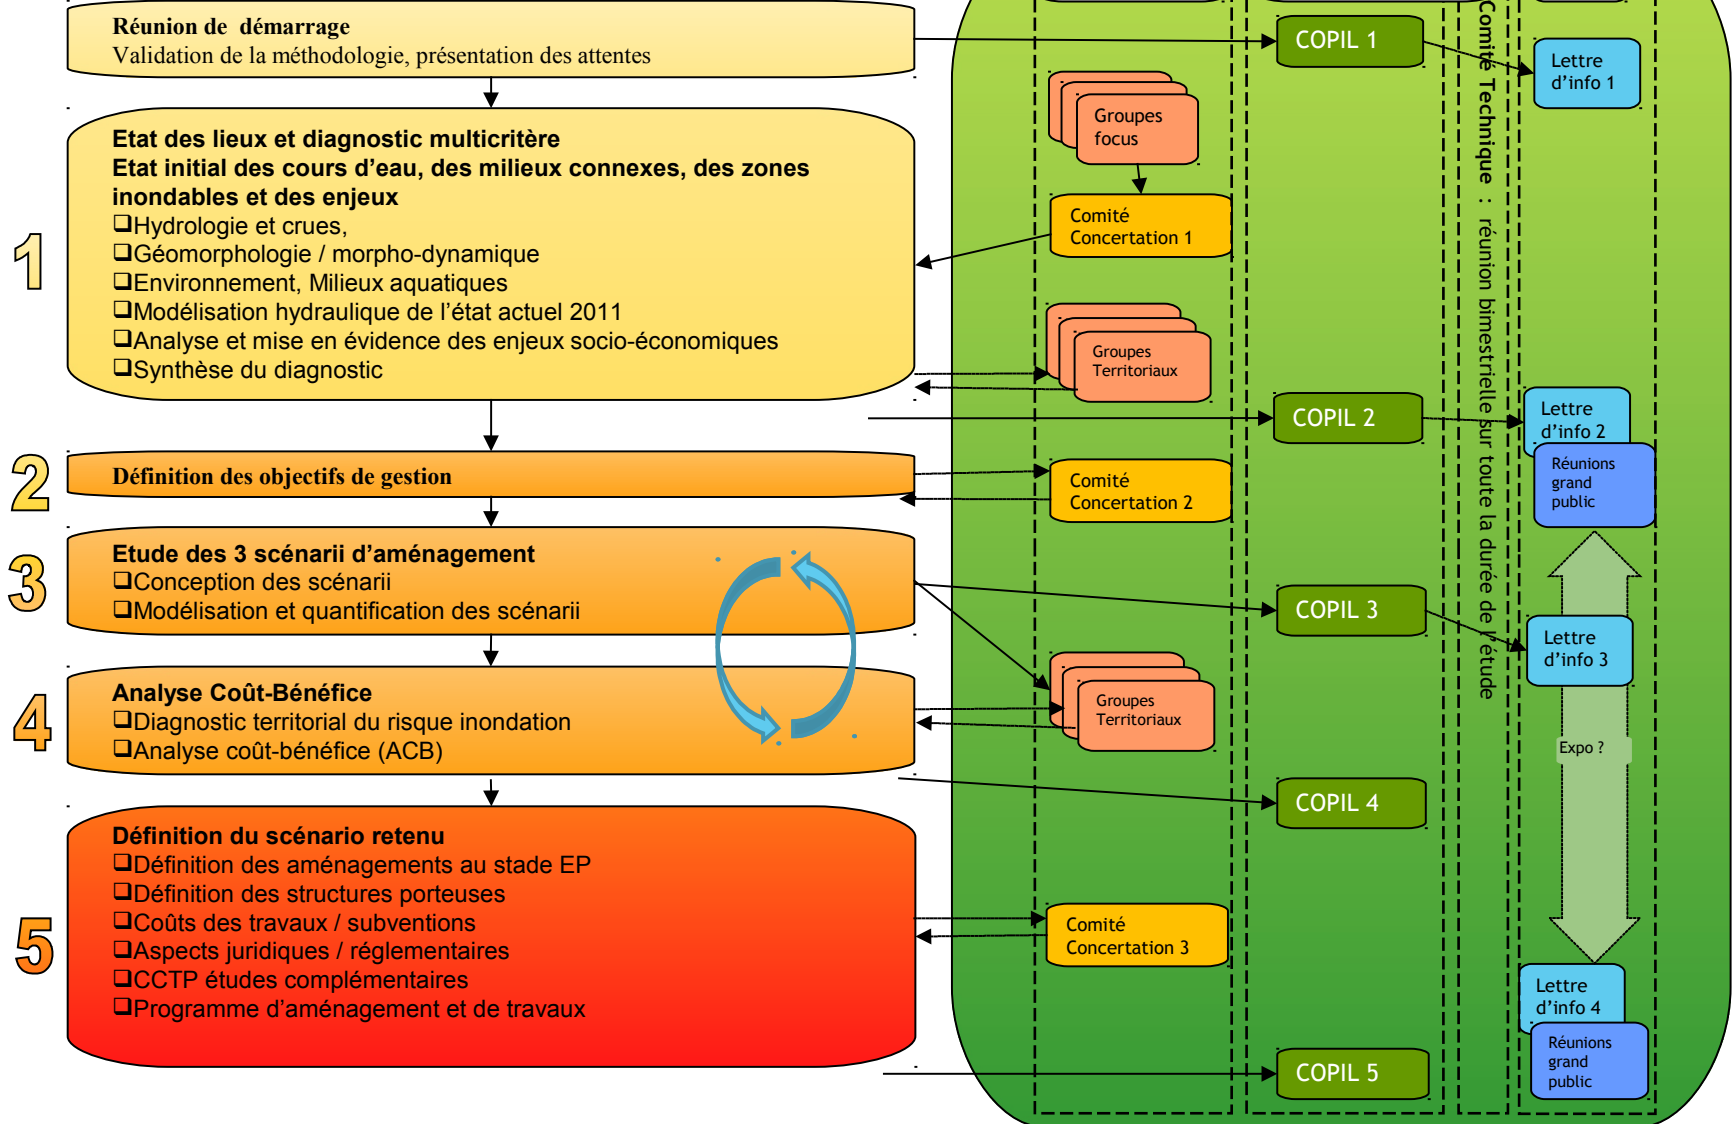 Réunion de démarrage
Validation de la méthodologie, présentation des attentes
1
Etat des lieux et diagnostic multicritère
Etat initial des cours d'eau, des milieux connexes, des zones
inondables et des enjeux
❑Hydrologie et crues,
❑Géomorphologie / morpho-dynamique
❑Environnement, Milieux aquatiques
❑Modélisation hydraulique de l'état actuel 2011
❑Analyse et mise en évidence des enjeux socio-économiques
❑Synthèse du diagnostic
2
Définition des objectifs de gestion
3
Etude des 3 scénarii d'aménagement
❑Conception des scénarii
❑Modélisation et quantification des scénarii
4
Analyse Coût-Bénéfice
❑Diagnostic territorial du risque inondation
❑Analyse coût-bénéfice (ACB)
5
Définition du scénario retenu
❑Définition des aménagements au stade EP
❑Définition des structures porteuses
❑Coûts des travaux / subventions
❑Aspects juridiques / réglementaires
❑CCTP études complémentaires
❑Programme d'aménagement et de travaux
Groupes
focus
Comité
Concertation 1
Groupes
Territoriaux
Comité
Concertation 2
Groupes
Territoriaux
Comité
Concertation 3
COPIL 1
COPIL 2
COPIL 3
COPIL 4
COPIL 5
Comité Technique : réunion bimestrielle sur toute la durée de l'étude
Lettre
d'info 1
Lettre
d'info 2
Réunions
grand
public
Lettre
d'info 3
Expo ?
Lettre
d'info 4
Réunions
grand
public